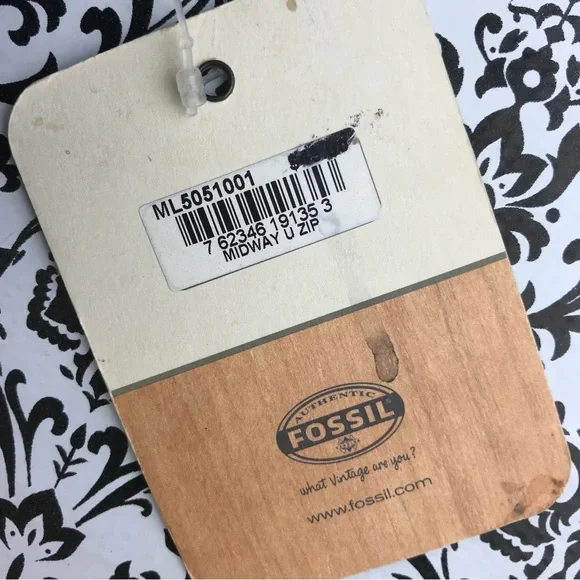 ML5051001
7 62346 19135 3
MIDWAY U ZIP
AUTHENTIC
FOSSIL
what Vintage are you?
www.fossil.com